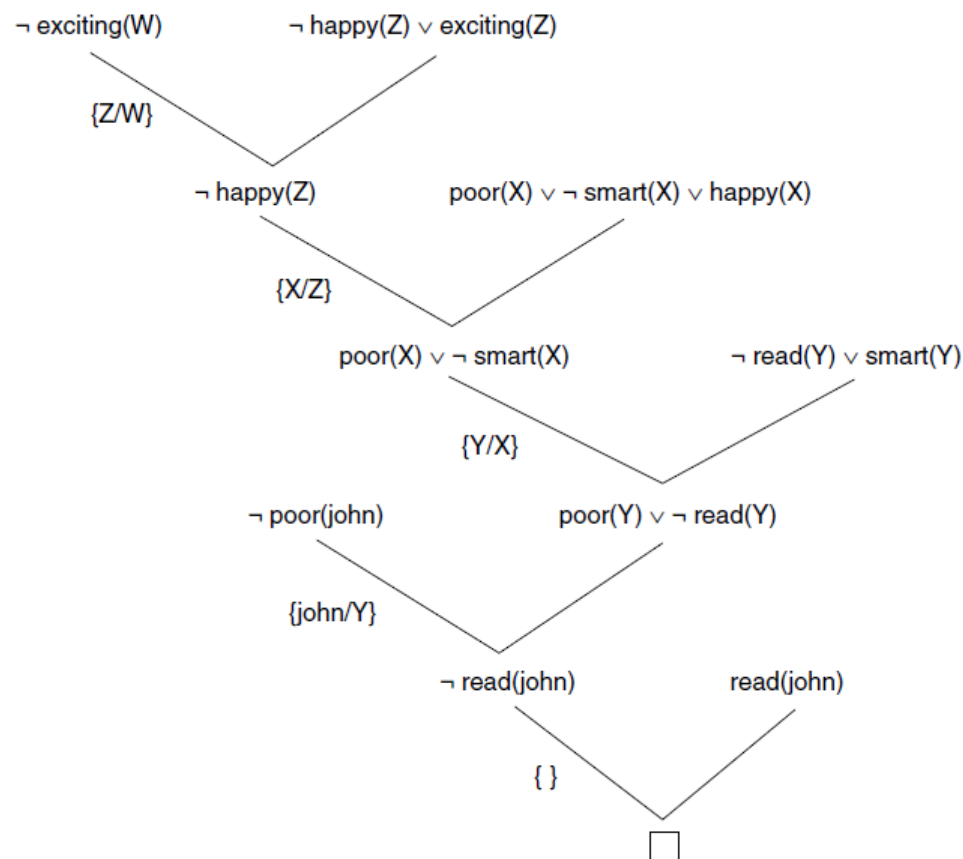 ¬ exciting(W) ¬ happy(Z) ∨ exciting(Z)
{Z/W}
¬ happy(Z) poor(X) ∨ ¬ smart(X) ∨ happy(X)
{X/Z}
poor(X) ∨ ¬ smart(X) ¬ read(Y) ∨ smart(Y)
{Y/X}
¬ poor(john) poor(Y) ∨ ¬ read(Y)
{john/Y}
¬ read(john) read(john)
{ }